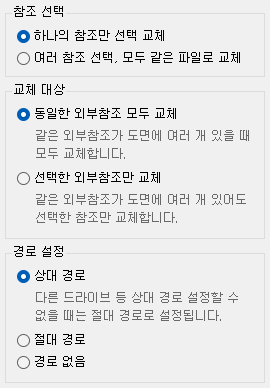 참조 선택
하나의 참조만 선택 교체
여러 참조 선택, 모두 같은 파일로 교체
교체 대상
동일한 외부참조 모두 교체
같은 외부참조가 도면에 여러 개 있을 때
모두 교체합니다.
선택한 외부참조만 교체
같은 외부참조가 도면에 여러 개 있어도
선택한 참조만 교체합니다.
경로 설정
상대 경로
다른 드라이브 등 상대 경로 설정할 수
없을 때는 절대 경로로 설정됩니다.
절대 경로
경로 없음